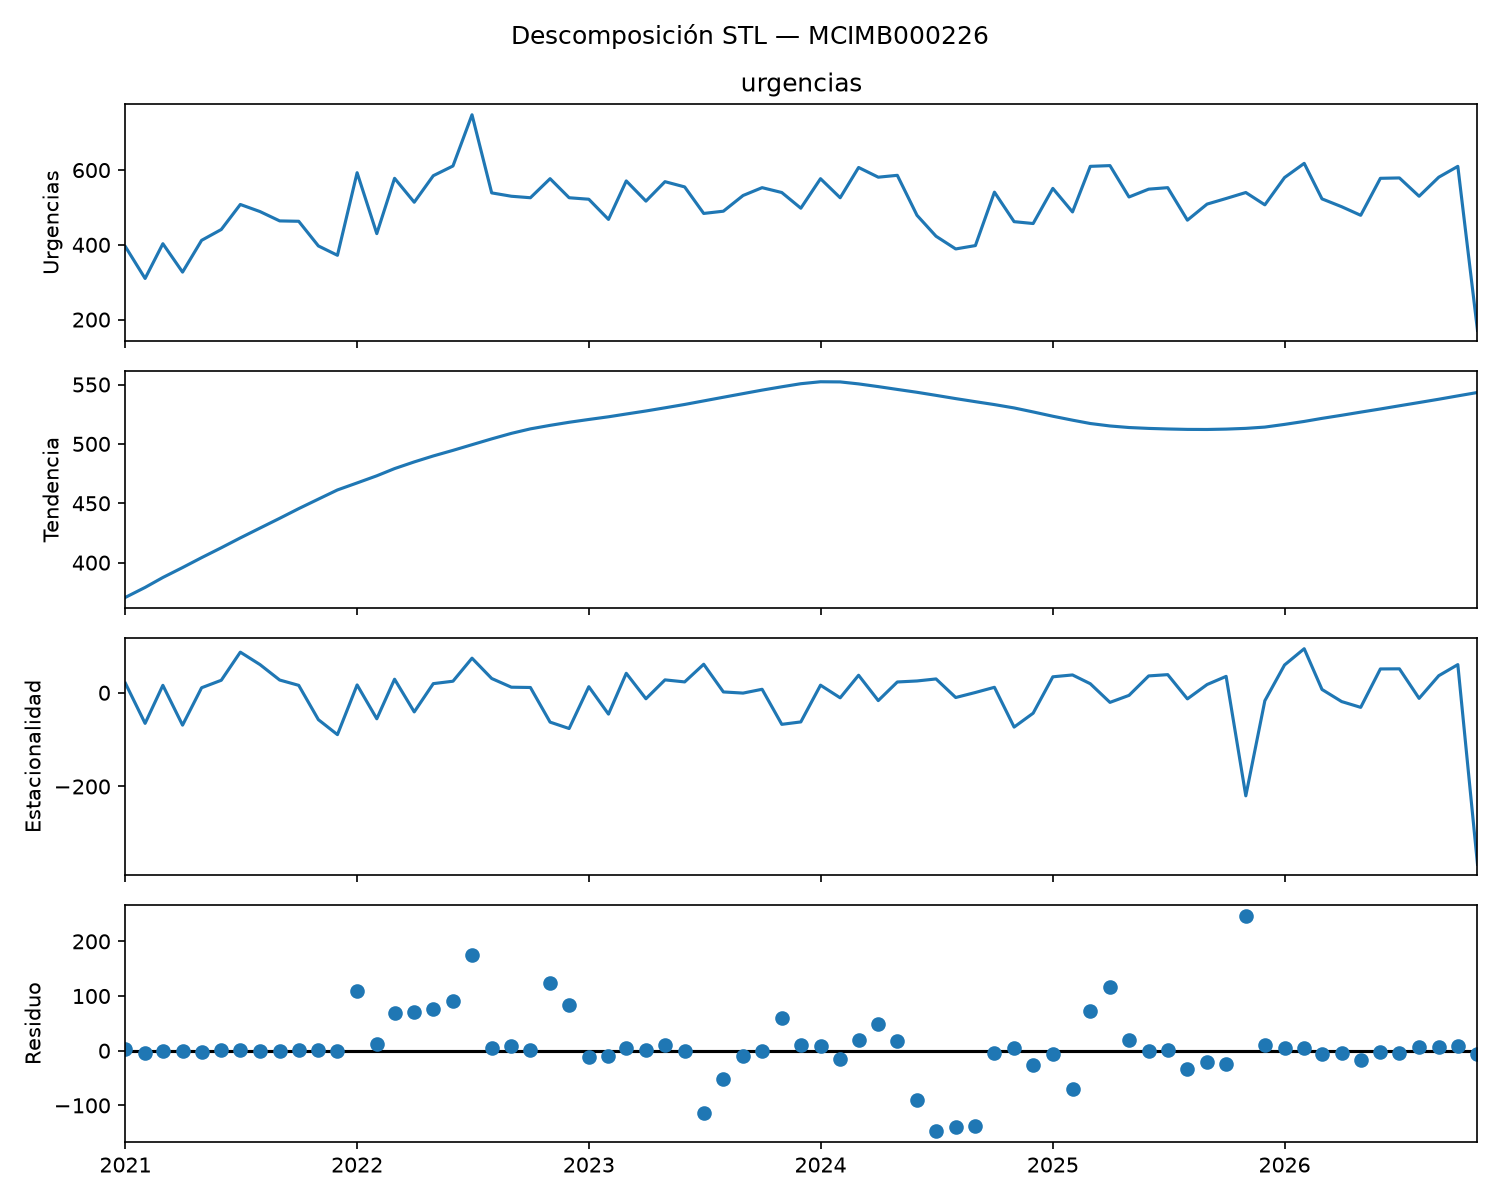 Descomposición STL — MCIMB000226
urgencias
Urgencias
600
400
200
Tendencia
550
500
450
400
Estacionalidad
0
−200
Residuo
200
100
0
−100
2021 2022 2023 2024 2025 2026